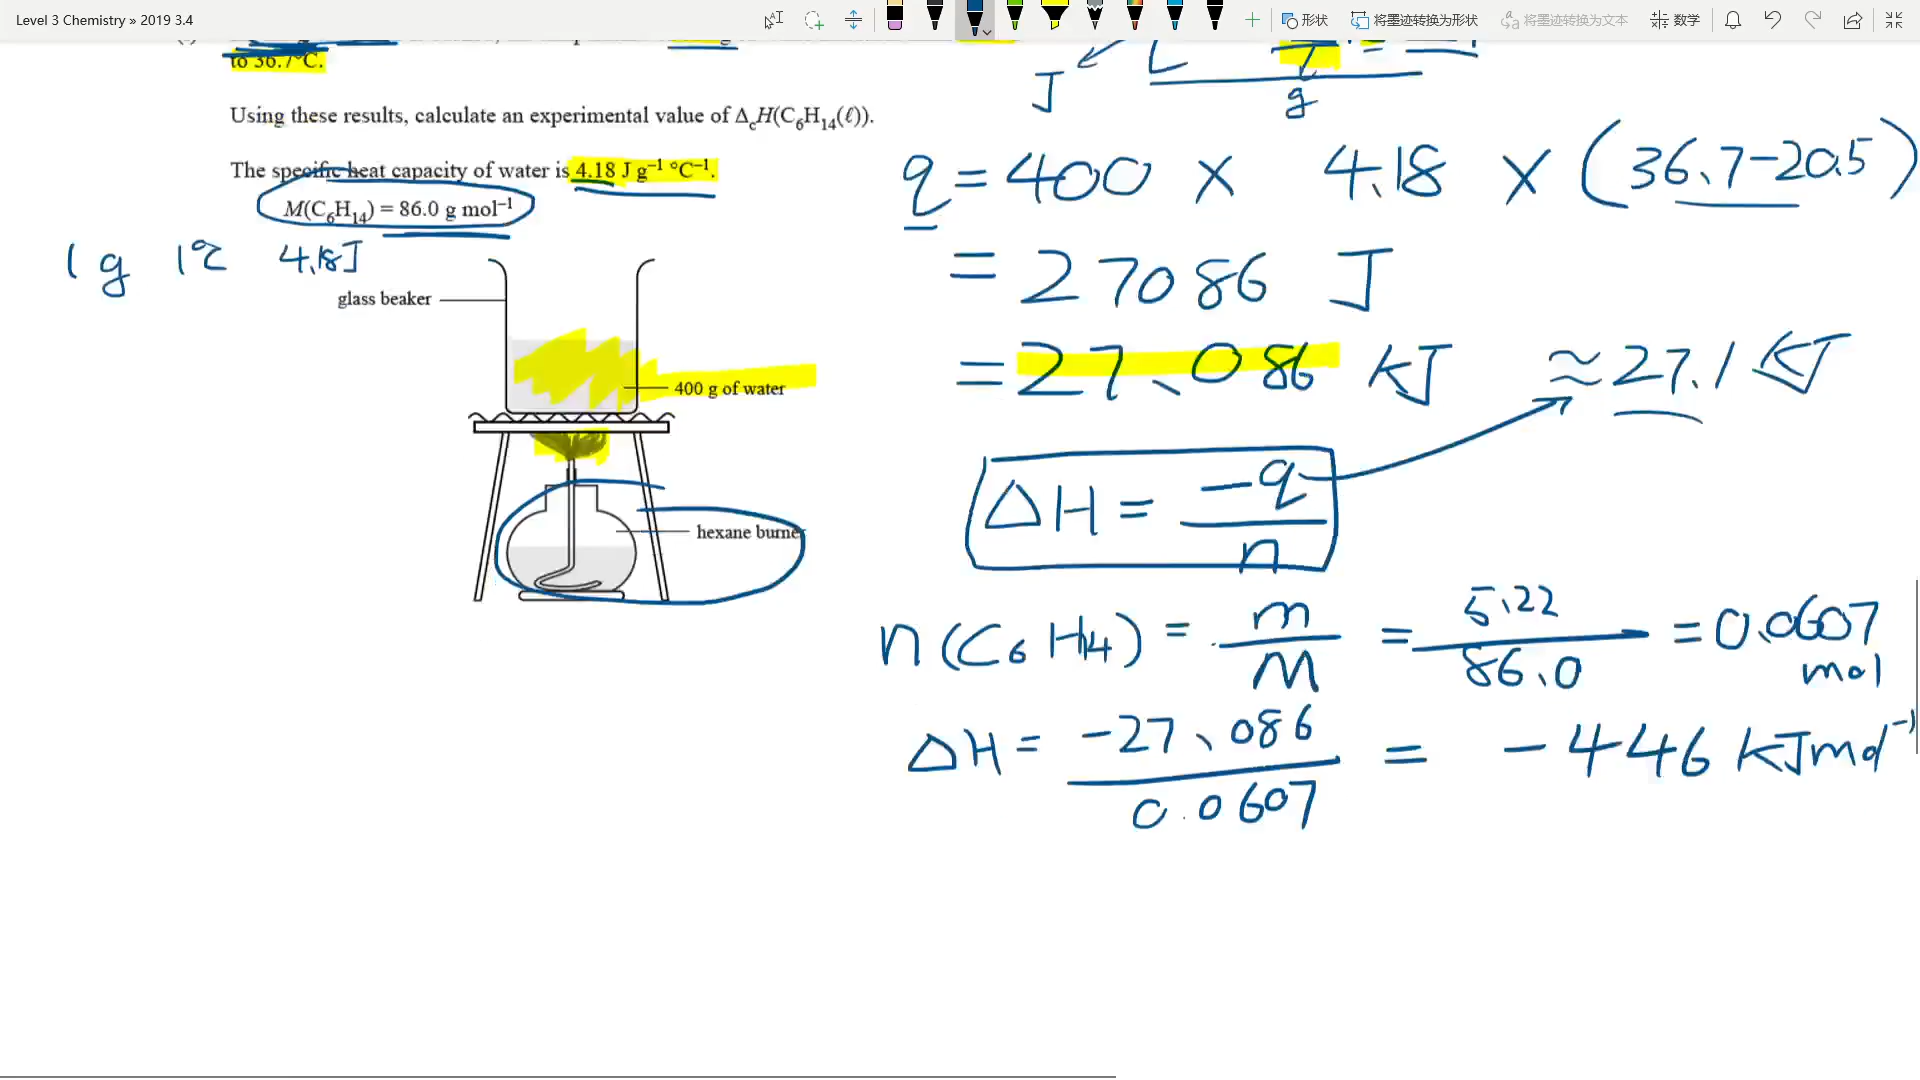 Level 3 Chemistry » 2019 3.4
形状
将墨迹转换为形状
将墨迹转换为文本
数学
to 36.7°C.
Using these results, calculate an experimental value of ΔcH(C6H14(ℓ)).
The specific heat capacity of water is 4.18 J g⁻¹ °C⁻¹.
M(C6H14) = 86.0 g mol⁻¹
1 g 1℃ 4.18J
glass beaker
400 g of water
hexane burner
J
g
q = 400 × 4.18 × (36.7-20.5)
= 27086 J
= 27.086 kJ ≈ 27.1 kJ
ΔH = -q / n
n(C6H14) = m / M = 5.22 / 86.0 = 0.0607 mol
ΔH = -27.086 / 0.0607 = -446 kJmol⁻¹